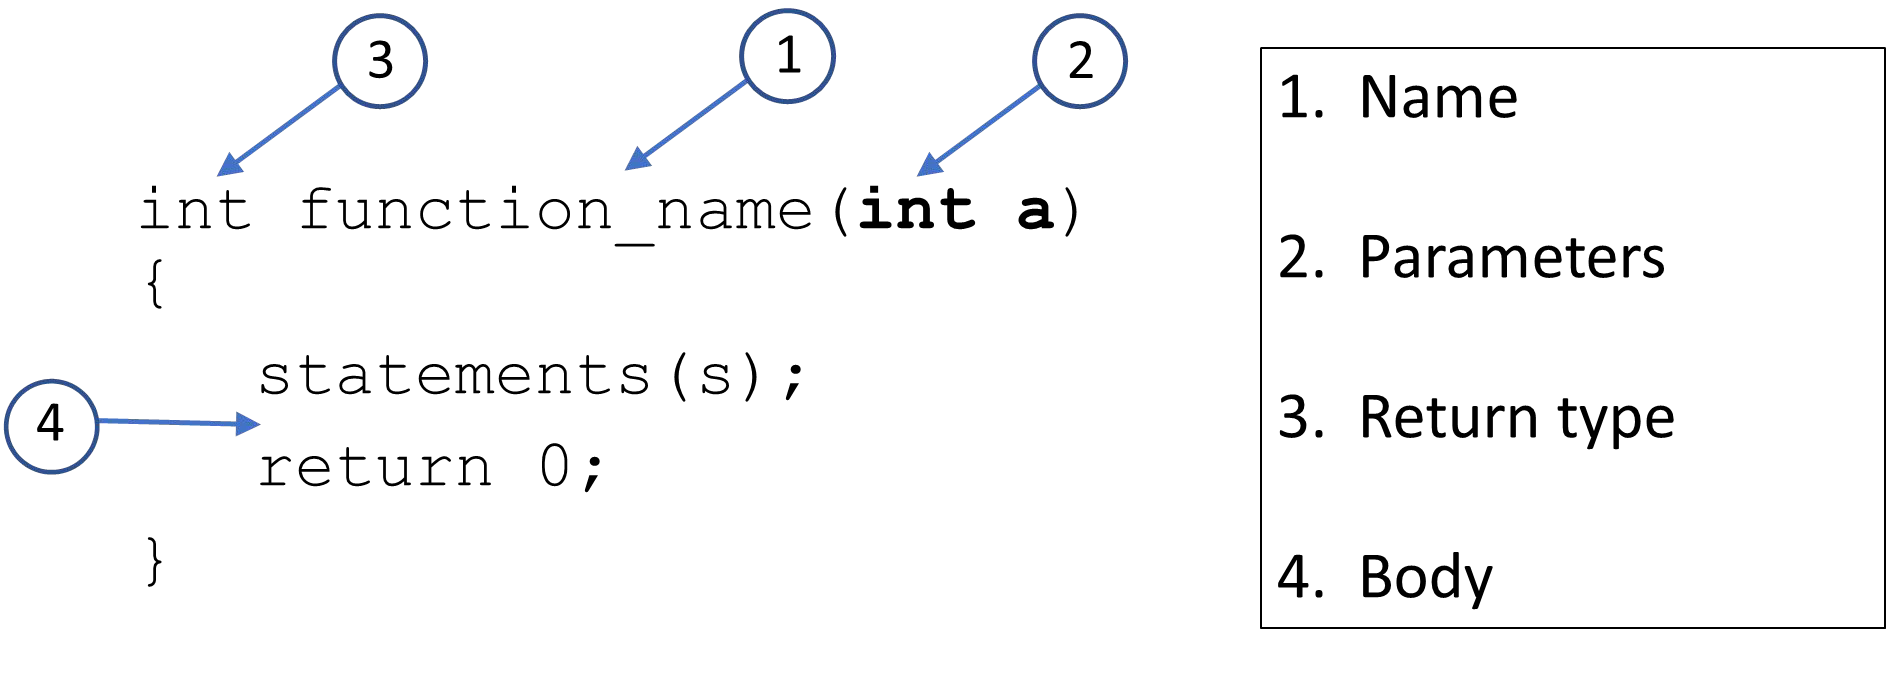 3
1
2
int function_name(int a)
{
statements(s);
4
return 0;
}
1. Name
2. Parameters
3. Return type
4. Body